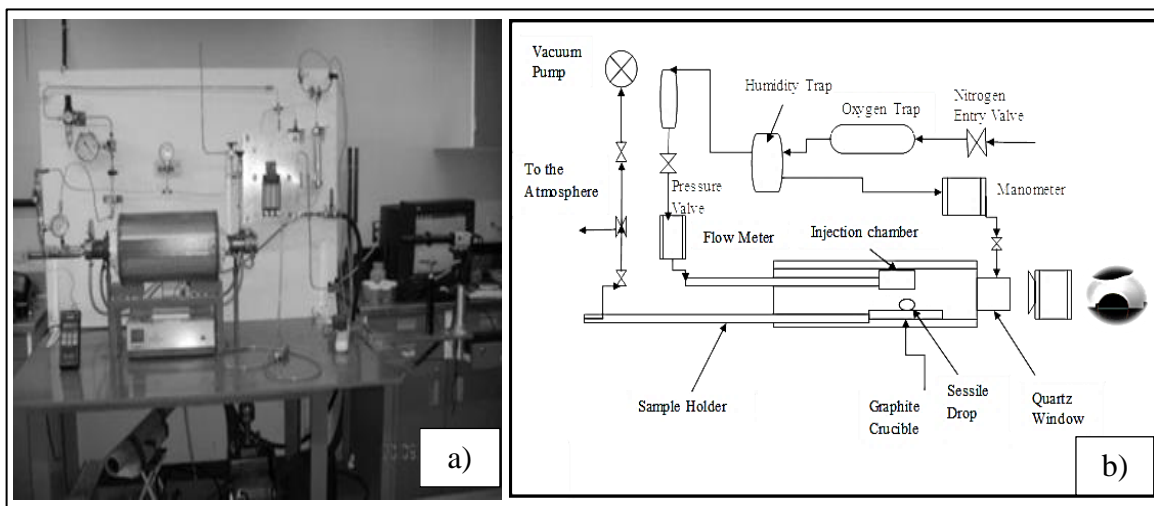 a)
Vacuum
Pump
To the
Atmosphere
Humidity Trap
Oxygen Trap
Nitrogen
Entry Valve
Pressure
Valve
Manometer
Flow Meter
Injection chamber
Sample Holder
Graphite
Crucible
Sessile
Drop
Quartz
Window
b)